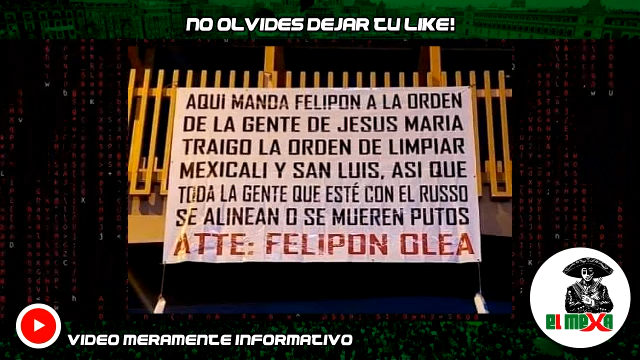 NO OLVIDES DEJAR TU LIKE!
AQUI MANDA FELIPON A LA ORDEN
DE LA GENTE DE JESUS MARIA
TRAIGO LA ORDEN DE LIMPIAR
MEXICALI Y SAN LUIS, ASI QUE
TODA LA GENTE QUE ESTÉ CON EL RUSSO
SE ALINEAN O SE MUEREN PUTOS
ATTE: FELIPON OLEA
EL MEXA
VIDEO MERAMENTE INFORMATIVO